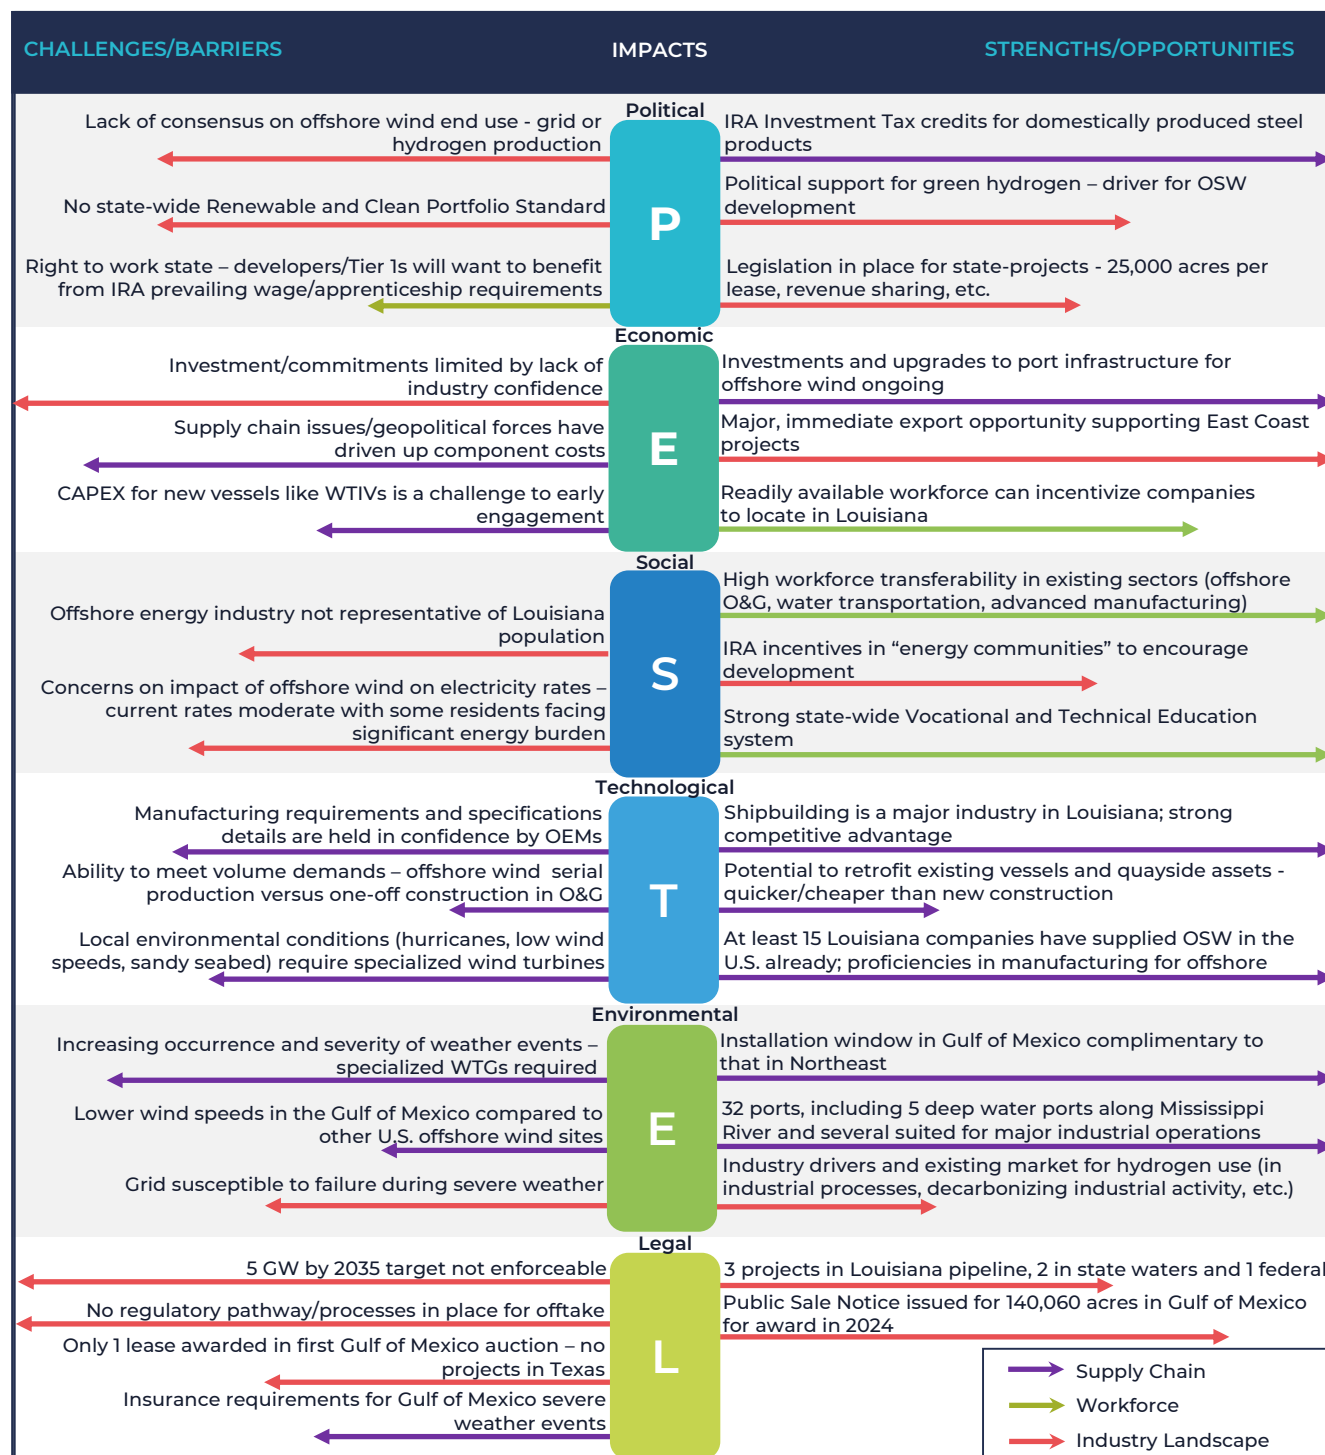 CHALLENGES/BARRIERS
IMPACTS
STRENGTHS/OPPORTUNITIES
Political
P
Lack of consensus on offshore wind end use - grid or
hydrogen production
No state-wide Renewable and Clean Portfolio Standard
Right to work state – developers/Tier 1s will want to benefit
from IRA prevailing wage/apprenticeship requirements
IRA Investment Tax credits for domestically produced steel
products
Political support for green hydrogen – driver for OSW
development
Legislation in place for state-projects - 25,000 acres per
lease, revenue sharing, etc.
Economic
E
Investment/commitments limited by lack of
industry confidence
Supply chain issues/geopolitical forces have
driven up component costs
CAPEX for new vessels like WTIVs is a challenge to early
engagement
Investments and upgrades to port infrastructure for
offshore wind ongoing
Major, immediate export opportunity supporting East Coast
projects
Readily available workforce can incentivize companies
to locate in Louisiana
Social
S
Offshore energy industry not representative of Louisiana
population
Concerns on impact of offshore wind on electricity rates –
current rates moderate with some residents facing
significant energy burden
High workforce transferability in existing sectors (offshore
O&G, water transportation, advanced manufacturing)
IRA incentives in “energy communities” to encourage
development
Strong state-wide Vocational and Technical Education
system
Technological
T
Manufacturing requirements and specifications
details are held in confidence by OEMs
Ability to meet volume demands – offshore wind serial
production versus one-off construction in O&G
Local environmental conditions (hurricanes, low wind
speeds, sandy seabed) require specialized wind turbines
Shipbuilding is a major industry in Louisiana; strong
competitive advantage
Potential to retrofit existing vessels and quayside assets -
quicker/cheaper than new construction
At least 15 Louisiana companies have supplied OSW in the
U.S. already; proficiencies in manufacturing for offshore
Environmental
E
Increasing occurrence and severity of weather events –
specialized WTGs required
Lower wind speeds in the Gulf of Mexico compared to
other U.S. offshore wind sites
Grid susceptible to failure during severe weather
Installation window in Gulf of Mexico complimentary to
that in Northeast
32 ports, including 5 deep water ports along Mississippi
River and several suited for major industrial operations
Industry drivers and existing market for hydrogen use (in
industrial processes, decarbonizing industrial activity, etc.)
Legal
L
5 GW by 2035 target not enforceable
No regulatory pathway/processes in place for offtake
Only 1 lease awarded in first Gulf of Mexico auction – no
projects in Texas
Insurance requirements for Gulf of Mexico severe
weather events
3 projects in Louisiana pipeline, 2 in state waters and 1 federal
Public Sale Notice issued for 140,060 acres in Gulf of Mexico
for award in 2024
Supply Chain
Workforce
Industry Landscape